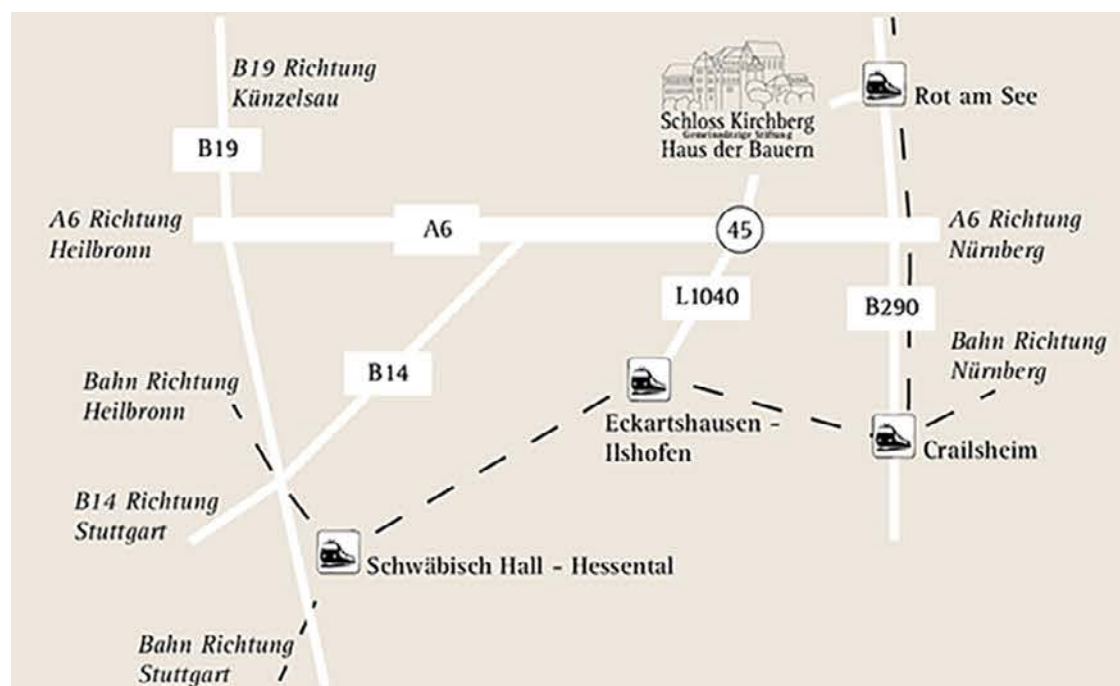 B19 Richtung
Künzelsau
Schloss Kirchberg
Gemeinnützige Stiftung
Haus der Bauern
Rot am See
B19
A6 Richtung
Heilbronn
A6
45
A6 Richtung
Nürnberg
L1040
B290
B14
Bahn Richtung
Heilbronn
Bahn Richtung
Nürnberg
Eckartshausen -
Ilshofen
Crailsheim
B14 Richtung
Stuttgart
Schwäbisch Hall - Hessental
Bahn Richtung
Stuttgart